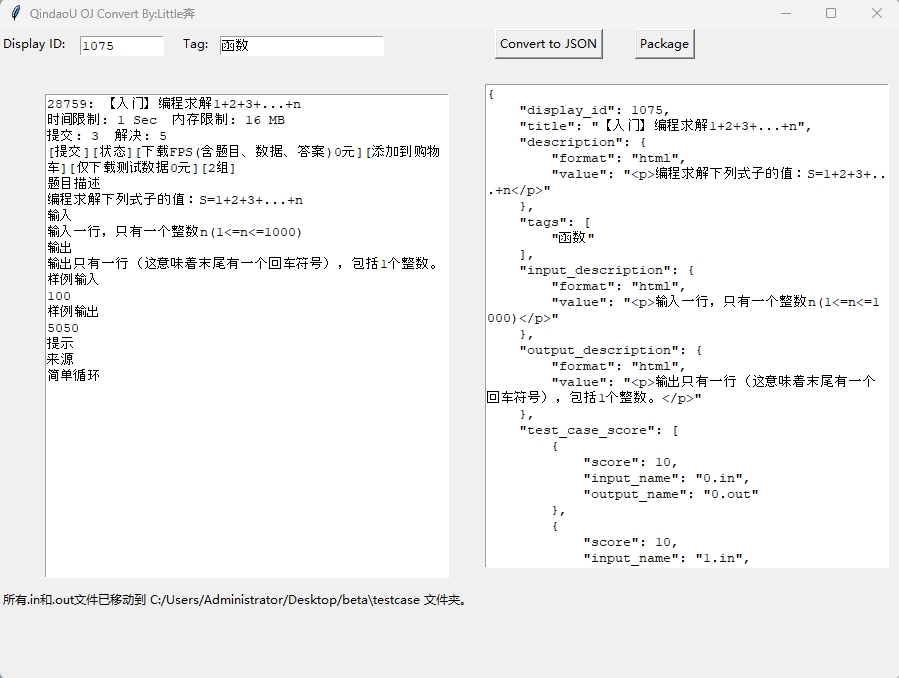 QindaoU OJ Convert By:Little奔
Display ID: 1075 Tag: 函数 Convert to JSON Package
28759: 【入门】编程求解1+2+3+...+n
时间限制: 1 Sec 内存限制: 16 MB
提交: 3 解决: 5
[提交][状态][下载FPS(含题目、数据、答案)0元][添加到购物
车][仅下载测试数据0元][2组]
题目描述
编程求解下列式子的值：S=1+2+3+...+n
输入
输入一行，只有一个整数n(1<=n<=1000)
输出
输出只有一行（这意味着末尾有一个回车符号），包括1个整数。
样例输入
100
样例输出
5050
提示
来源
简单循环
{
"display_id": 1075,
"title": "【入门】编程求解1+2+3+...+n",
"description": {
"format": "html",
"value": "<p>编程求解下列式子的值：S=1+2+3+..
.+n</p>"
},
"tags": [
"函数"
],
"input_description": {
"format": "html",
"value": "<p>输入一行，只有一个整数n(1<=n<=1
000)</p>"
},
"output_description": {
"format": "html",
"value": "<p>输出只有一行（这意味着末尾有一个
回车符号），包括1个整数。</p>"
},
"test_case_score": [
{
"score": 10,
"input_name": "0.in",
"output_name": "0.out"
},
{
"score": 10,
"input_name": "1.in",
所有.in和.out文件已移动到 C:/Users/Administrator/Desktop/beta\testcase 文件夹。